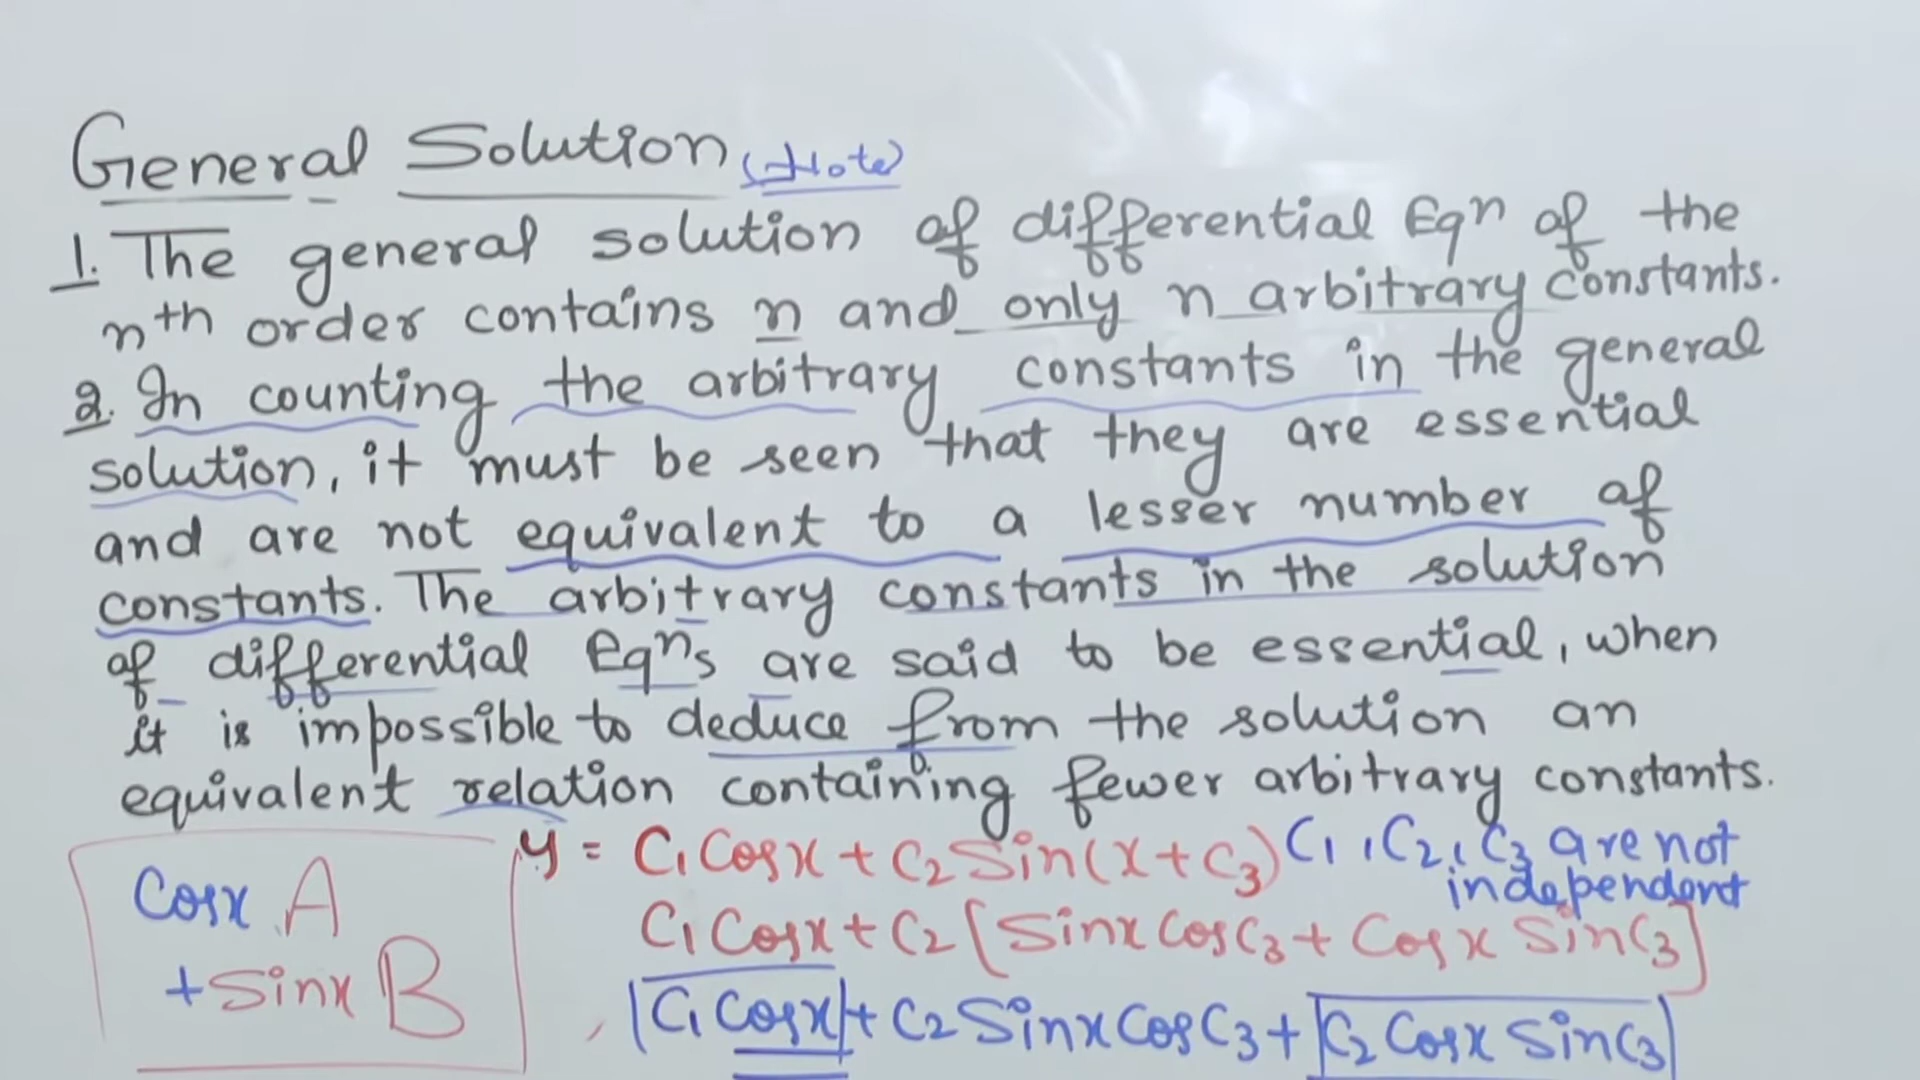 General Solution (Note)
1. The general solution of differential Eqn of the
nth order contains n and only n arbitrary constants.
2. In counting the arbitrary constants in the general
solution, it must be seen that they are essential
and are not equivalent to a lesser number of
constants. The arbitrary constants in the solution
of differential Eqns are said to be essential, when
it is impossible to deduce from the solution an
equivalent relation containing fewer arbitrary constants.
y = C1 Cosx + C2 Sin(x + C3) C1, C2, C3 are not
independent
C1 Cosx + C2 [Sinx CosC3 + Cosx SinC3]
C1 Cosx + C2 Sinx CosC3 + C2 Cosx SinC3
Cosx A
+ Sinx B